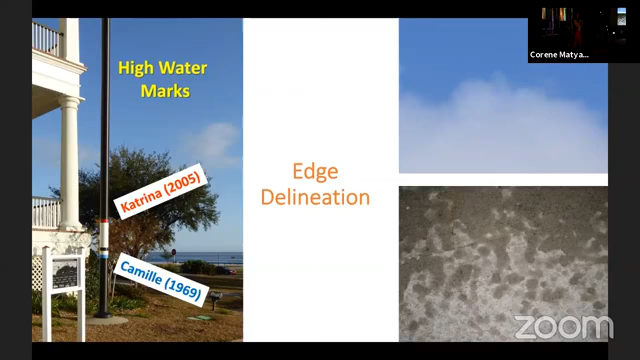 High Water
Marks
Katrina (2005)
Camille (1969)
Edge
Delineation
Corene Matya...
zoom